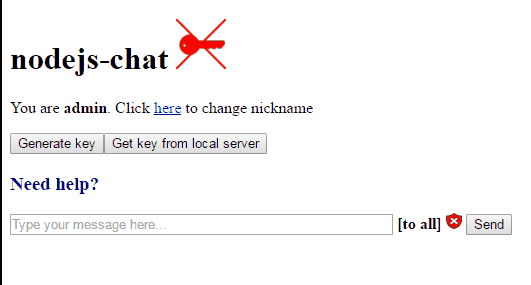 nodejs-chat
You are admin. Click here to change nickname
Generate key Get key from local server
Need help?
Type your message here... [to all] Send